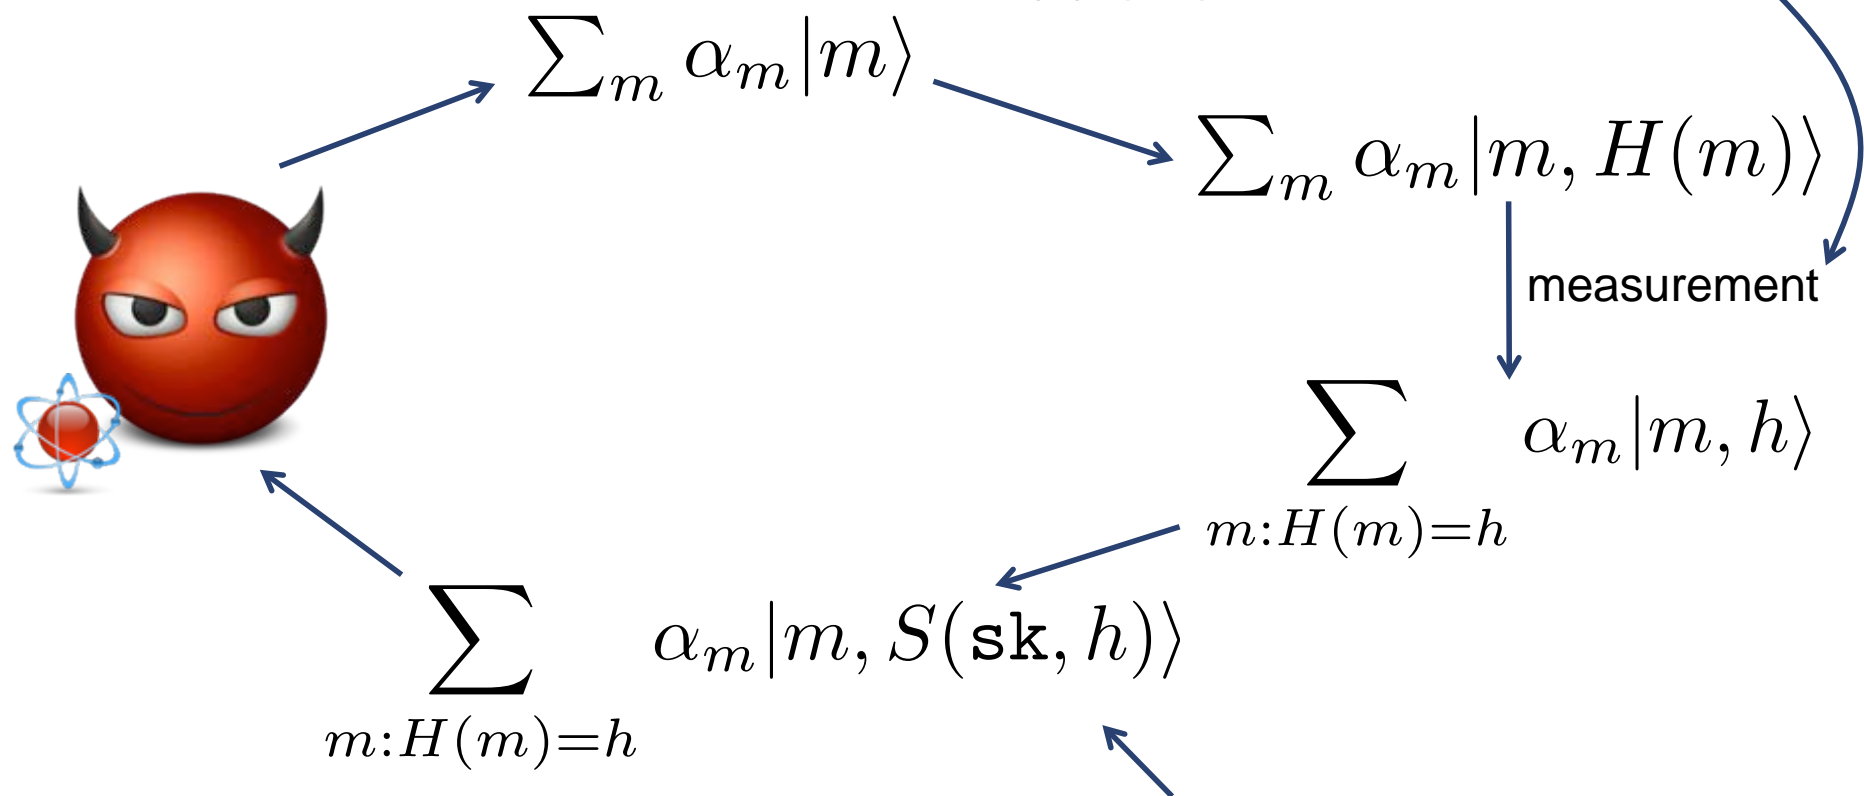 ∑_m α_m|m⟩
∑_m α_m|m, H(m)⟩
measurement
∑_{m:H(m)=h} α_m|m, h⟩
∑_{m:H(m)=h} α_m|m, S(sk, h)⟩